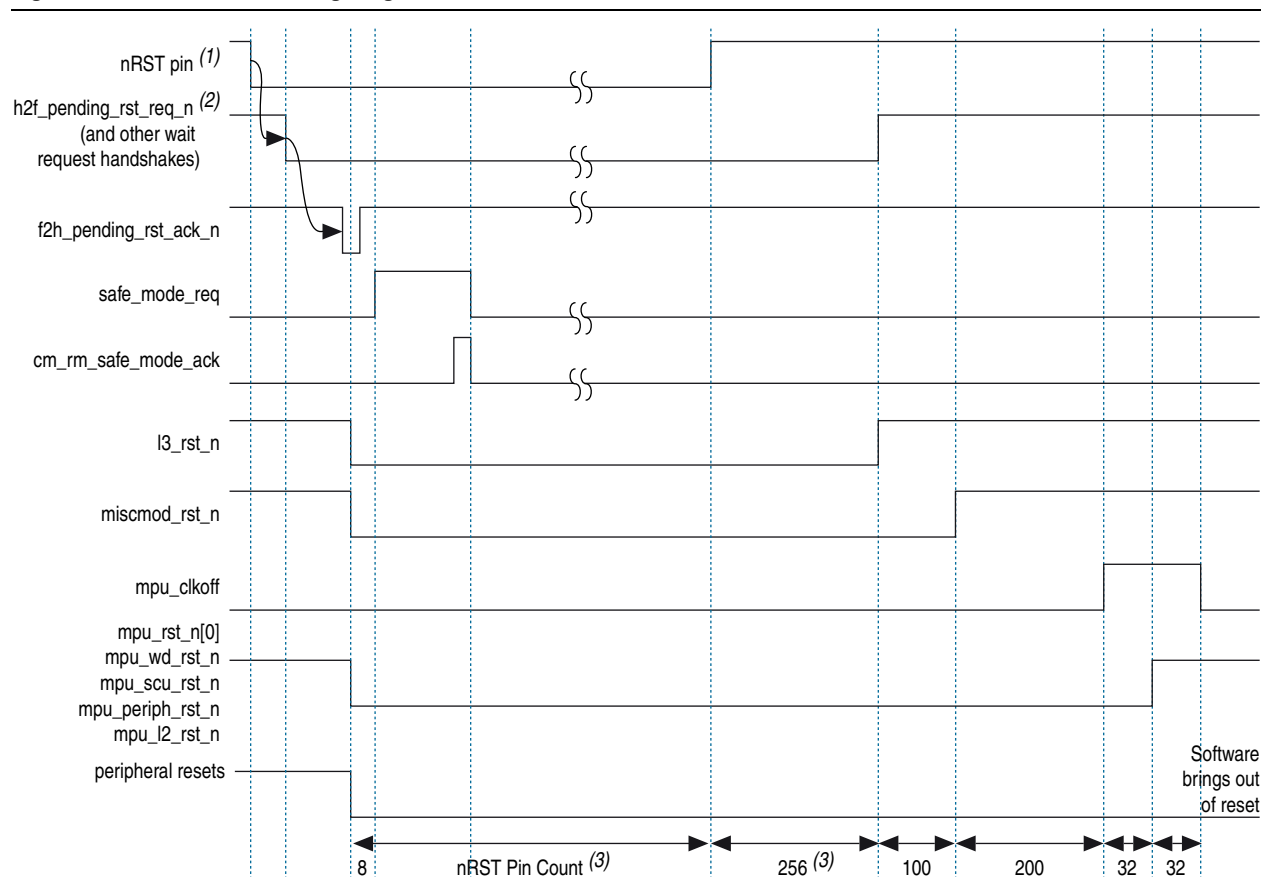 nRST pin (1)
h2f_pending_rst_req_n (2)
(and other wait
request handshakes)
f2h_pending_rst_ack_n
safe_mode_req
cm_rm_safe_mode_ack
l3_rst_n
miscmod_rst_n
mpu_clkoff
mpu_rst_n[0]
mpu_wd_rst_n
mpu_scu_rst_n
mpu_periph_rst_n
mpu_l2_rst_n
peripheral resets
Software
brings out
of reset
8 nRST Pin Count (3) 256 (3) 100 200 32 32